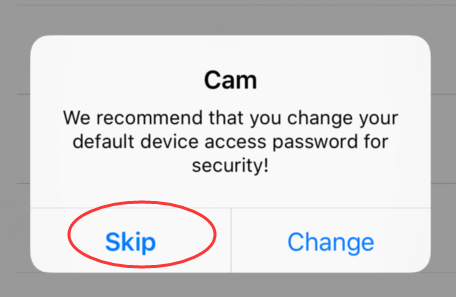 Cam
We recommend that you change your
default device access password for
security!
Skip
Change